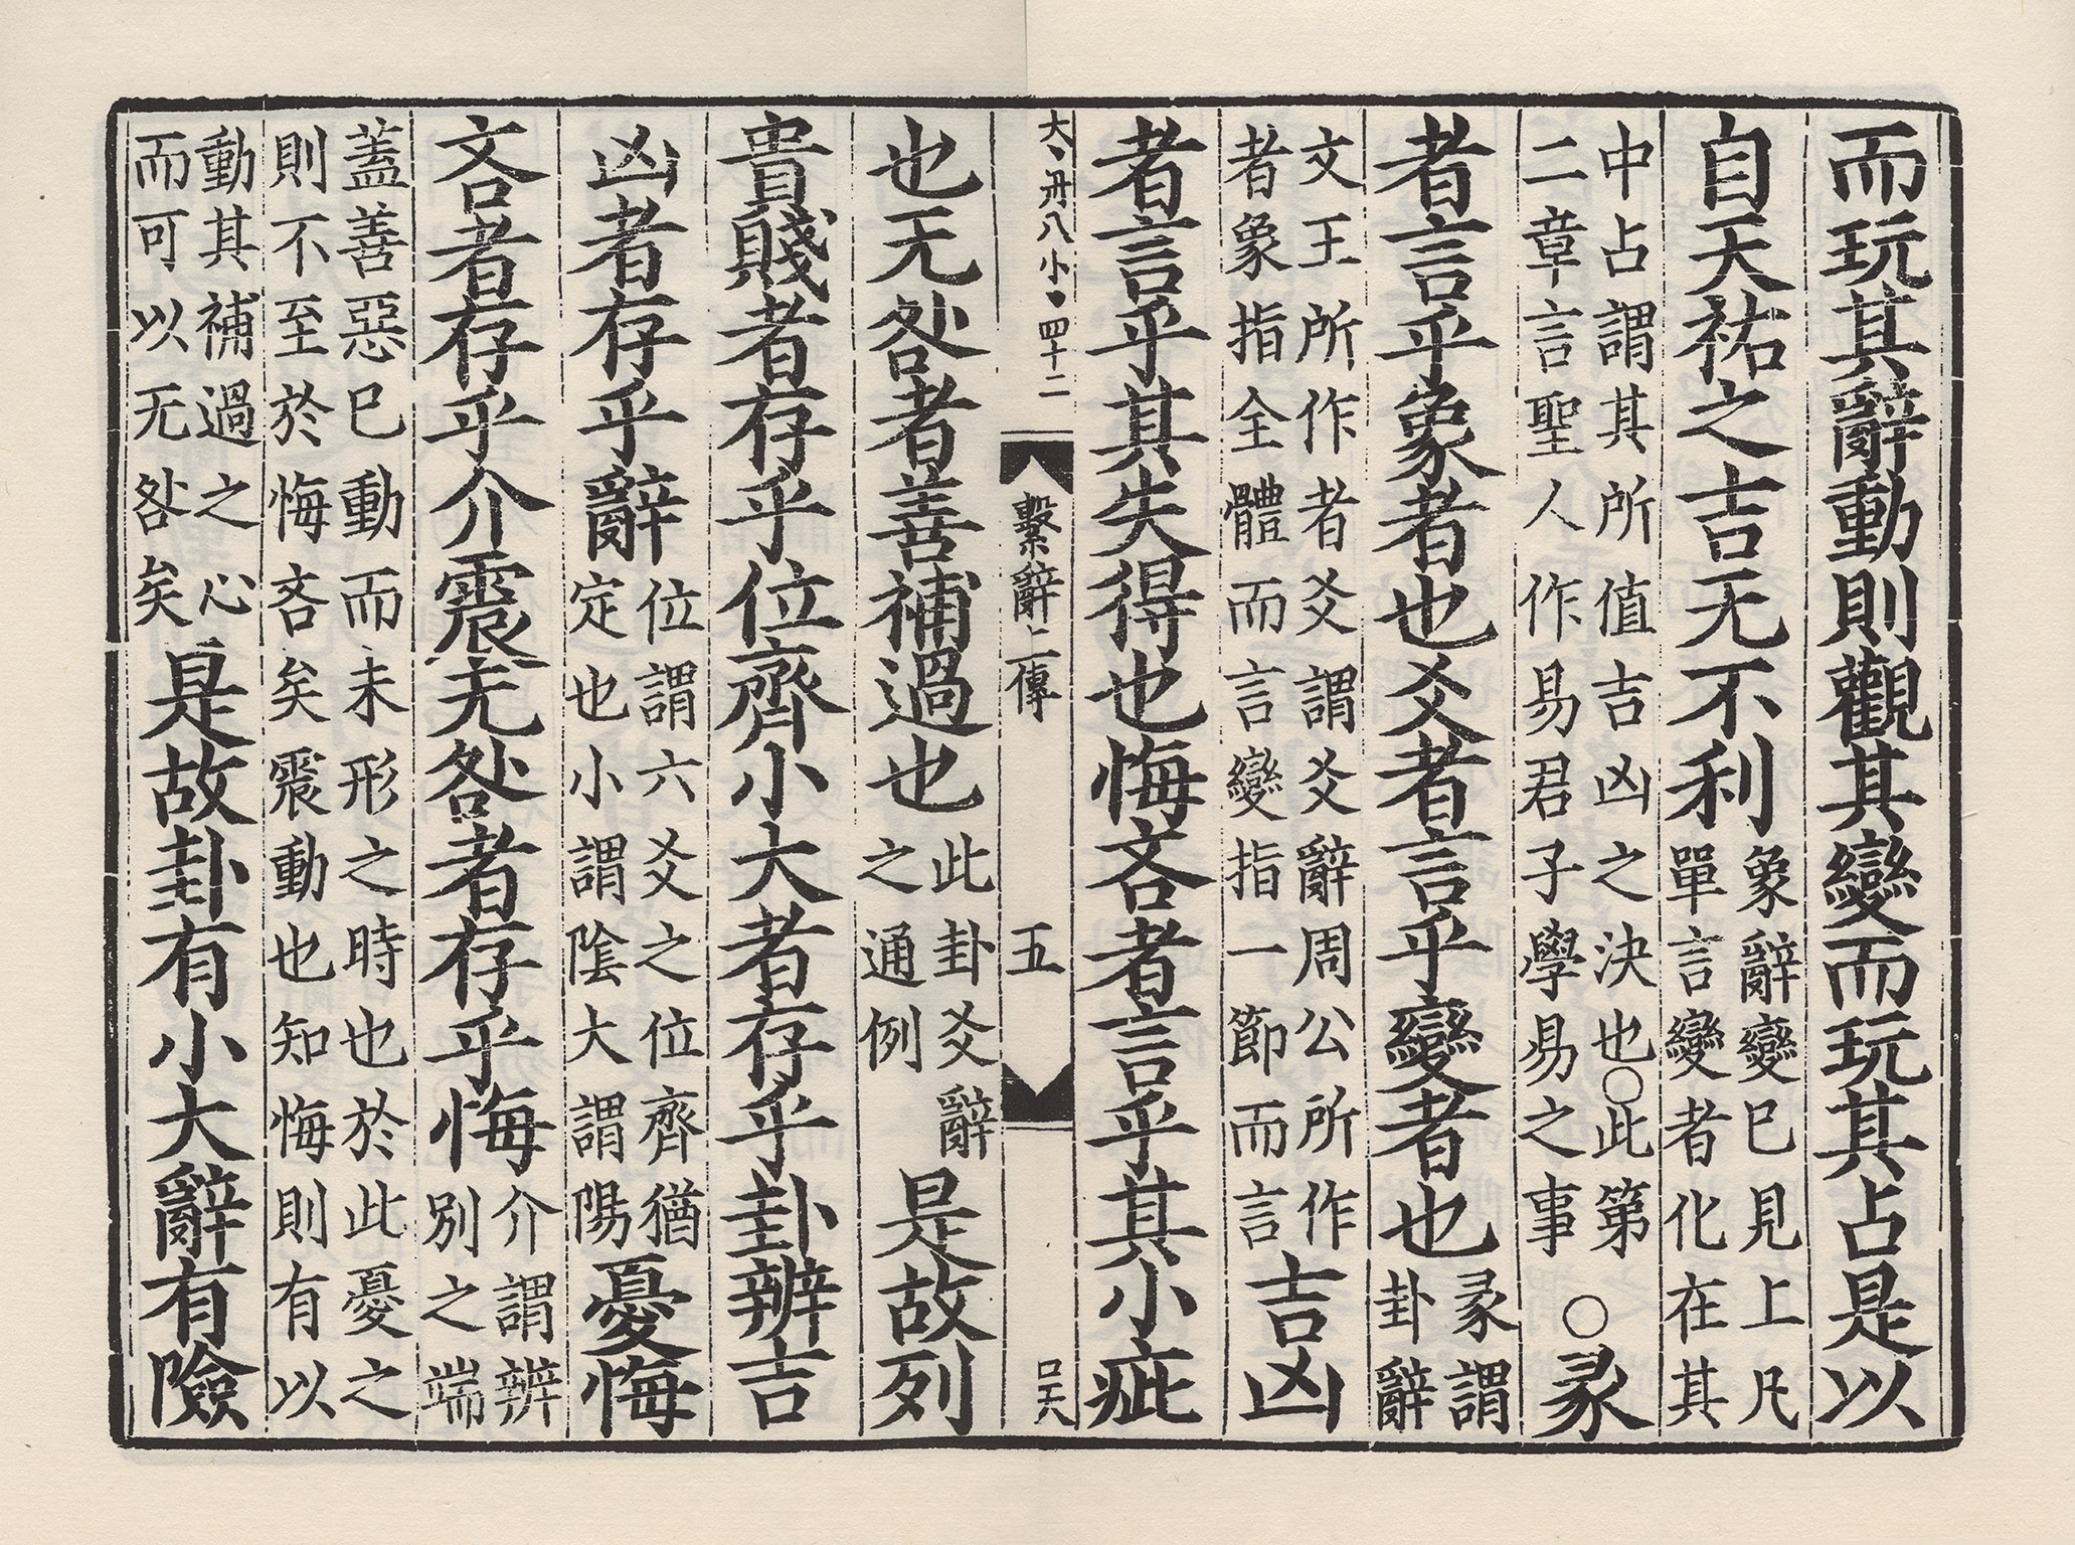 而玩其辭動則觀其變而玩其占是以
自天祐之吉无不利象辭變巳見上凡單言變者化在其
中占謂其所值吉凶之決也○此第二章言聖人作易君子學易之事○彖
者言乎象者也爻者言乎變者也彖謂卦辭
文王所作者爻謂爻辭周公所作者象指全體而言變指一節而言吉凶
者言乎其失得也悔吝者言乎其小疵
繫辭上傳
五
也无咎者善補過也此卦爻辭之通例是故列
貴賤者存乎位齊小大者存乎卦辨吉
凶者存乎辭位謂六爻之位齊猶定也小謂陰大謂陽憂悔
吝者存乎介震无咎者存乎悔介謂辨別之端
蓋善惡巳動而未形之時也於此憂之則不至於悔吝矣震動也知悔則有以
動其補過之心而可以无咎矣是故卦有小大辭有險